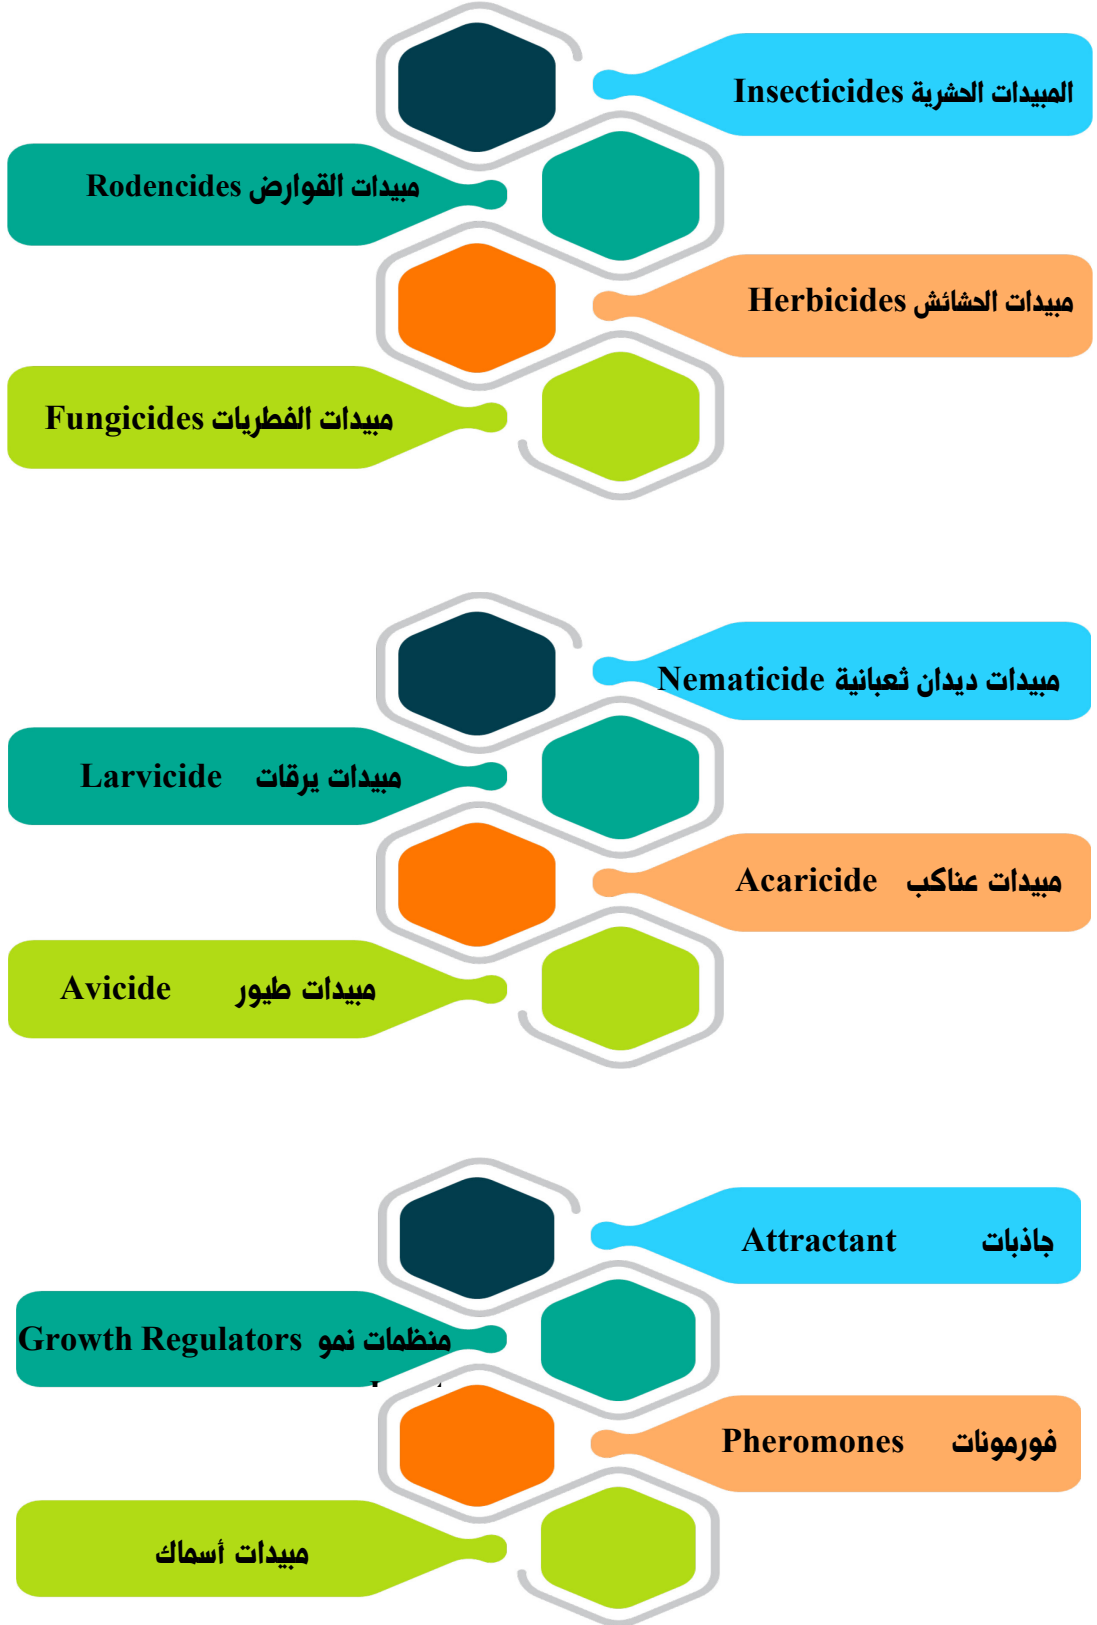 المبيدات الحشرية Insecticides
مبيدات القوارض Rodencides
مبيدات الحشائش Herbicides
مبيدات الفطريات Fungicides
مبيدات ديدان ثعبانية Nematicide
مبيدات يرقات Larvicide
مبيدات عناكب Acaricide
مبيدات طيور Avicide
جاذبات Attractant
منظمات نمو Growth Regulators
فورمونات Pheromones
مبيدات أسماك